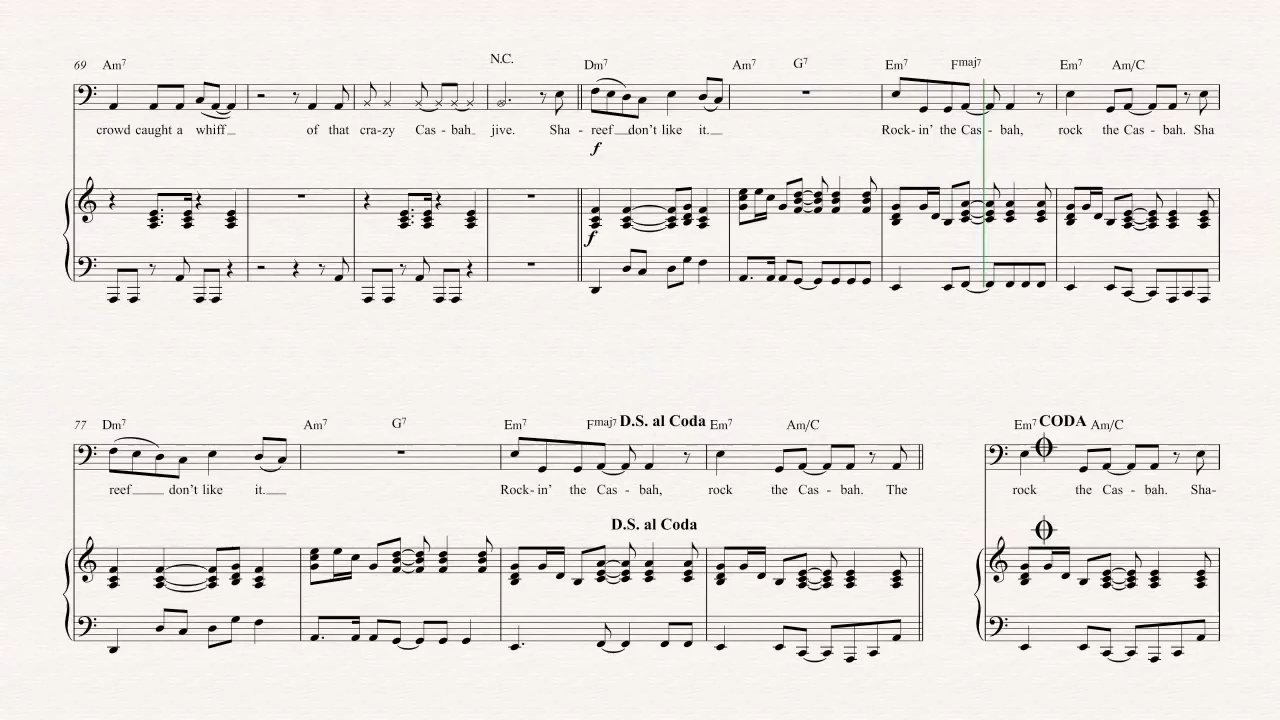 69 Am7 N.C. Dm7 Am7 G7 Em7 Fmaj7 Em7 Am/C
crowd caught a whiff of that cra-zy Cas - bah jive. Sha - reef don't like it. Rock- in' the Cas - bah, rock the Cas - bah. Sha
f
f
77 Dm7 Am7 G7 Em7 Fmaj7 D.S. al Coda Em7 Am/C Em7 CODA Am/C
reef don't like it. Rock- in' the Cas - bah, rock the Cas - bah. The rock the Cas - bah. Sha-
D.S. al Coda